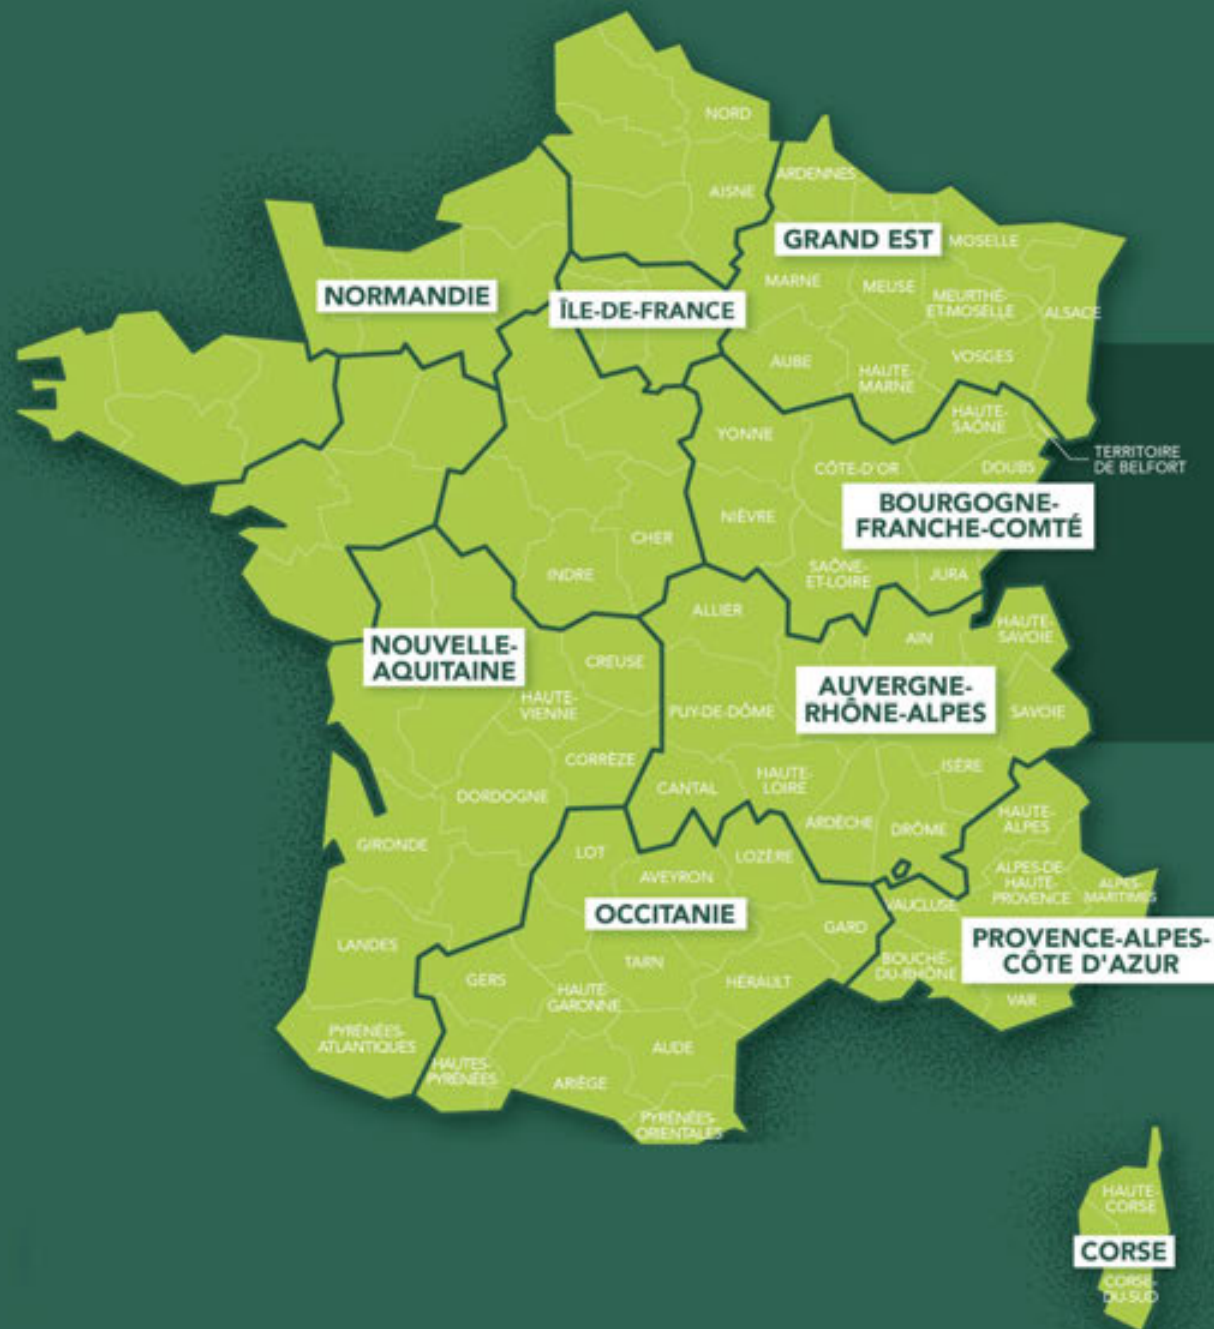 NORD
ARDENNES
AISNE
GRAND EST
MOSELLE
MARNE
MEUSE
MEURTHE-
ET-MOSELLE
ALSACE
NORMANDIE
ÎLE-DE-FRANCE
AUBE
HAUTE-
MARNE
VOSGES
HAUTE-
SAÔNE
YONNE
CÔTE-D'OR
DOUBS
TERRITOIRE
DE BELFORT
BOURGOGNE-
FRANCHE-COMTÉ
NIÈVRE
CHER
INDRE
SAÔNE-
ET-LOIRE
JURA
ALLIER
AIN
HAUTE-
SAVOIE
NOUVELLE-
AQUITAINE
CREUSE
HAUTE-
VIENNE
PUY-DE-DÔME
AUVERGNE-
RHÔNE-ALPES
SAVOIE
CORRÈZE
ISÈRE
DORDOGNE
CANTAL
HAUTE-
LOIRE
ARDÈCHE
DRÔME
HAUTE-
ALPES
GIRONDE
LOT
AVEYRON
LOZÈRE
ALPES-DE-
HAUTE-
PROVENCE
ALPES-
MARITIMES
VAUCLUSE
OCCITANIE
GARD
LANDES
PROVENCE-ALPES-
CÔTE D'AZUR
GERS
TARN
HAUTE
GARONNE
HÉRAULT
BOUCHE-
DU-RHÔNE
VAR
PYRÉNÉES-
ATLANTIQUES
HAUTES-
PYRÉNÉES
AUDE
ARIÈGE
PYRÉNÉES-
ORIENTALES
HAUTE-
CORSE
CORSE
CORSE-
DU-SUD